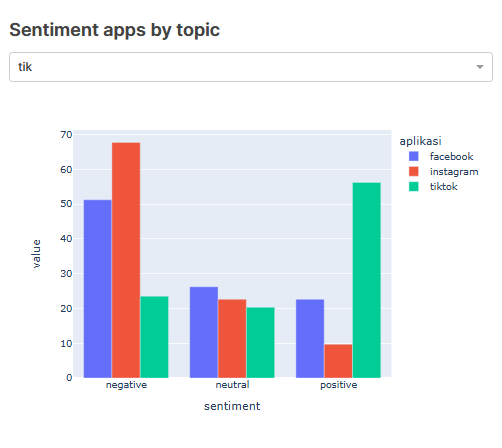 Sentiment apps by topic
tik
aplikasi
facebook
instagram
tiktok
70
60
50
40
30
20
10
0
value
negative neutral positive
sentiment